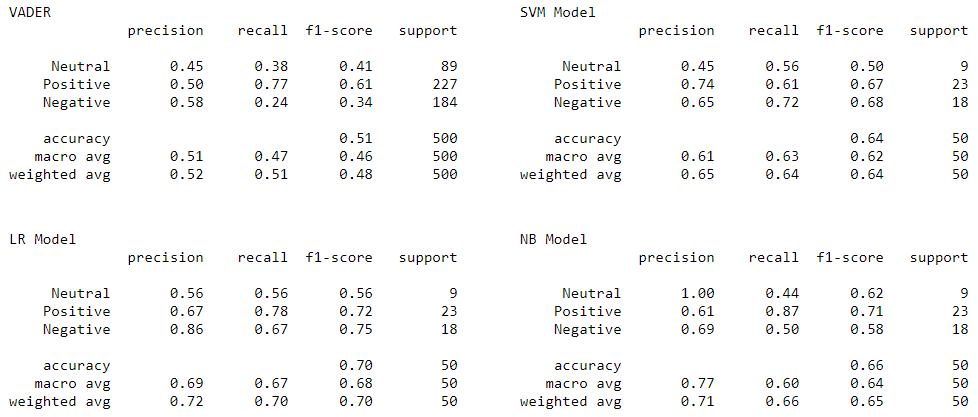 VADER
precision recall f1-score support
Neutral 0.45 0.38 0.41 89
Positive 0.50 0.77 0.61 227
Negative 0.58 0.24 0.34 184
accuracy 0.51 500
macro avg 0.51 0.47 0.46 500
weighted avg 0.52 0.51 0.48 500
SVM Model
precision recall f1-score support
Neutral 0.45 0.56 0.50 9
Positive 0.74 0.61 0.67 23
Negative 0.65 0.72 0.68 18
accuracy 0.64 50
macro avg 0.61 0.63 0.62 50
weighted avg 0.65 0.64 0.64 50
LR Model
precision recall f1-score support
Neutral 0.56 0.56 0.56 9
Positive 0.67 0.78 0.72 23
Negative 0.86 0.67 0.75 18
accuracy 0.70 50
macro avg 0.69 0.67 0.68 50
weighted avg 0.72 0.70 0.70 50
NB Model
precision recall f1-score support
Neutral 1.00 0.44 0.62 9
Positive 0.61 0.87 0.71 23
Negative 0.69 0.50 0.58 18
accuracy 0.66 50
macro avg 0.77 0.60 0.64 50
weighted avg 0.71 0.66 0.65 50